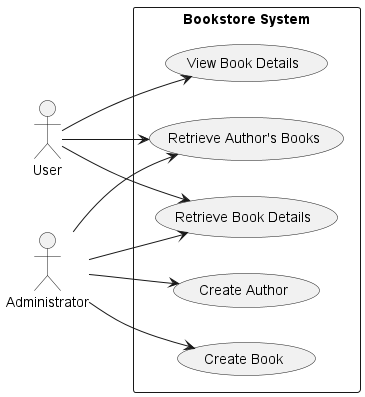 Bookstore System
View Book Details
Retrieve Author's Books
User
Retrieve Book Details
Create Author
Administrator
Create Book